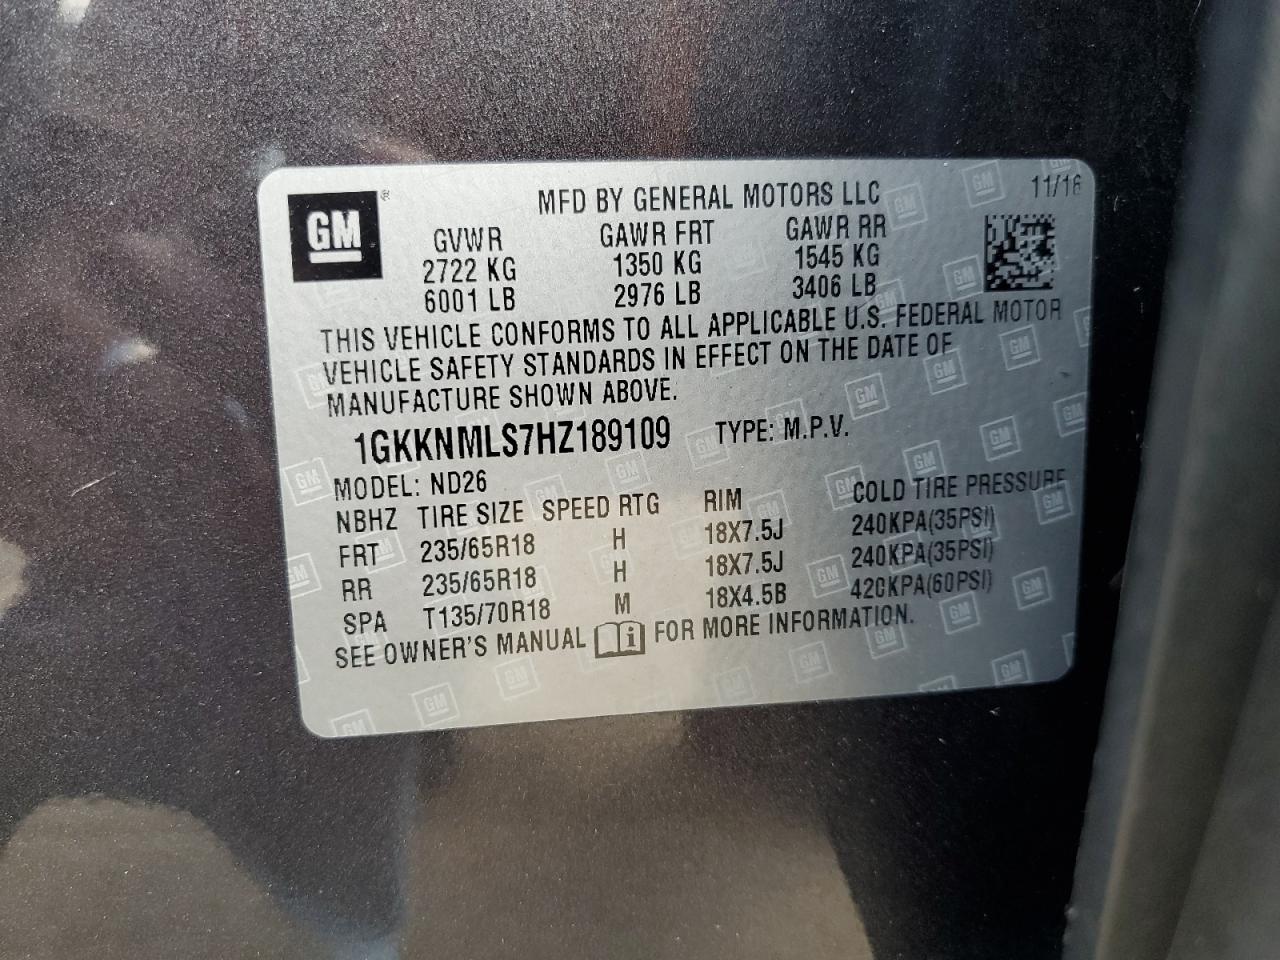 GM ®
MFD BY GENERAL MOTORS LLC 11/16
GVWR GAWR FRT GAWR RR
2722 KG 1350 KG 1545 KG
6001 LB 2976 LB 3406 LB
THIS VEHICLE CONFORMS TO ALL APPLICABLE U.S. FEDERAL MOTOR
VEHICLE SAFETY STANDARDS IN EFFECT ON THE DATE OF
MANUFACTURE SHOWN ABOVE.
1GKKNMLS7HZ189109 TYPE: M.P.V.
MODEL: ND26
NBHZ TIRE SIZE SPEED RTG RIM COLD TIRE PRESSURE
FRT 235/65R18 H 18X7.5J 240KPA(35PSI)
RR 235/65R18 H 18X7.5J 240KPA(35PSI)
SPA T135/70R18 M 18X4.5B 420KPA(60PSI)
SEE OWNER'S MANUAL i FOR MORE INFORMATION.